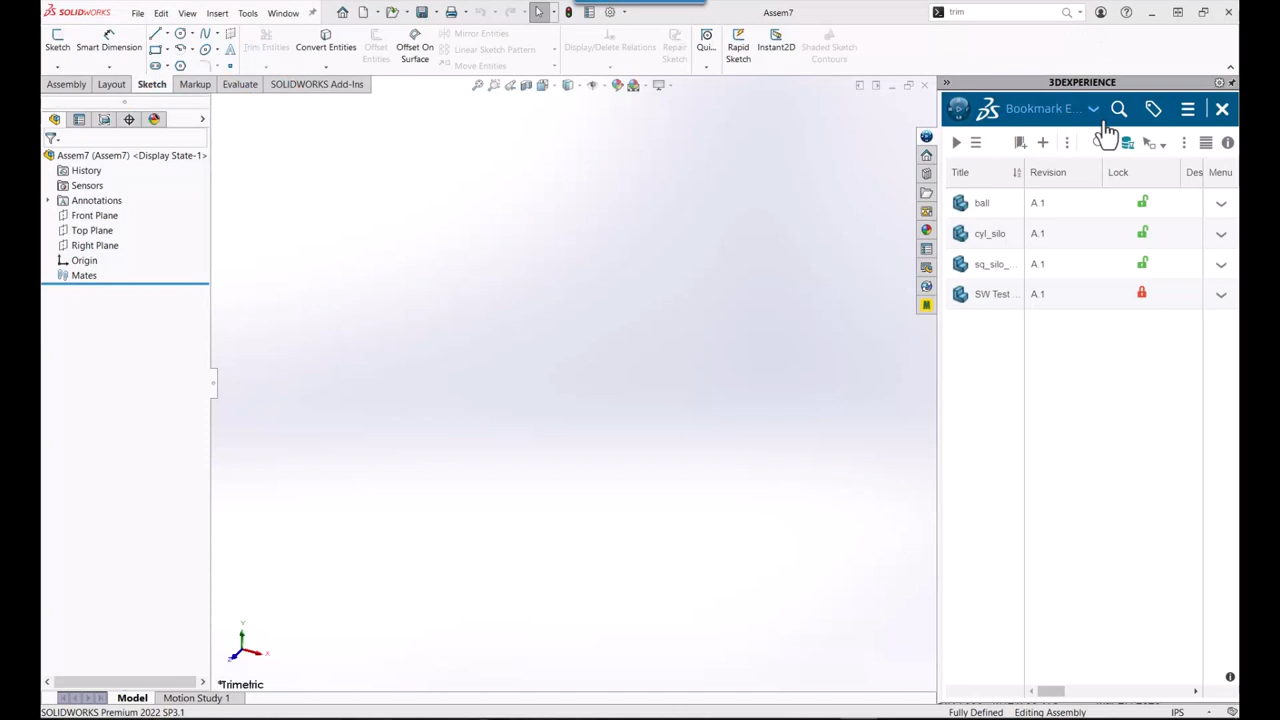 SOLIDWORKS File Edit View Insert Tools Window Assem7 trim
Sketch Smart Dimension Trim Entities Convert Entities Offset Entities Offset On Surface Mirror Entities Linear Sketch Pattern Move Entities Display/Delete Relations Repair Sketch Qui... Rapid Sketch Instant2D Shaded Sketch Contours
Assembly Layout Sketch Markup Evaluate SOLIDWORKS Add-Ins
3DEXPERIENCE
Bookmark E...
Assem7 (Assem7) <Display State-1>
History
Sensors
Annotations
Front Plane
Top Plane
Right Plane
Origin
Mates
Title Revision Lock Des Menu
ball A.1
cyl_silo A.1
sq_silo_... A.1
SW Test ... A.1
M
Y
X
Z
*Trimetric
Model Motion Study 1
SOLIDWORKS Premium 2022 SP3.1 Fully Defined Editing Assembly IPS